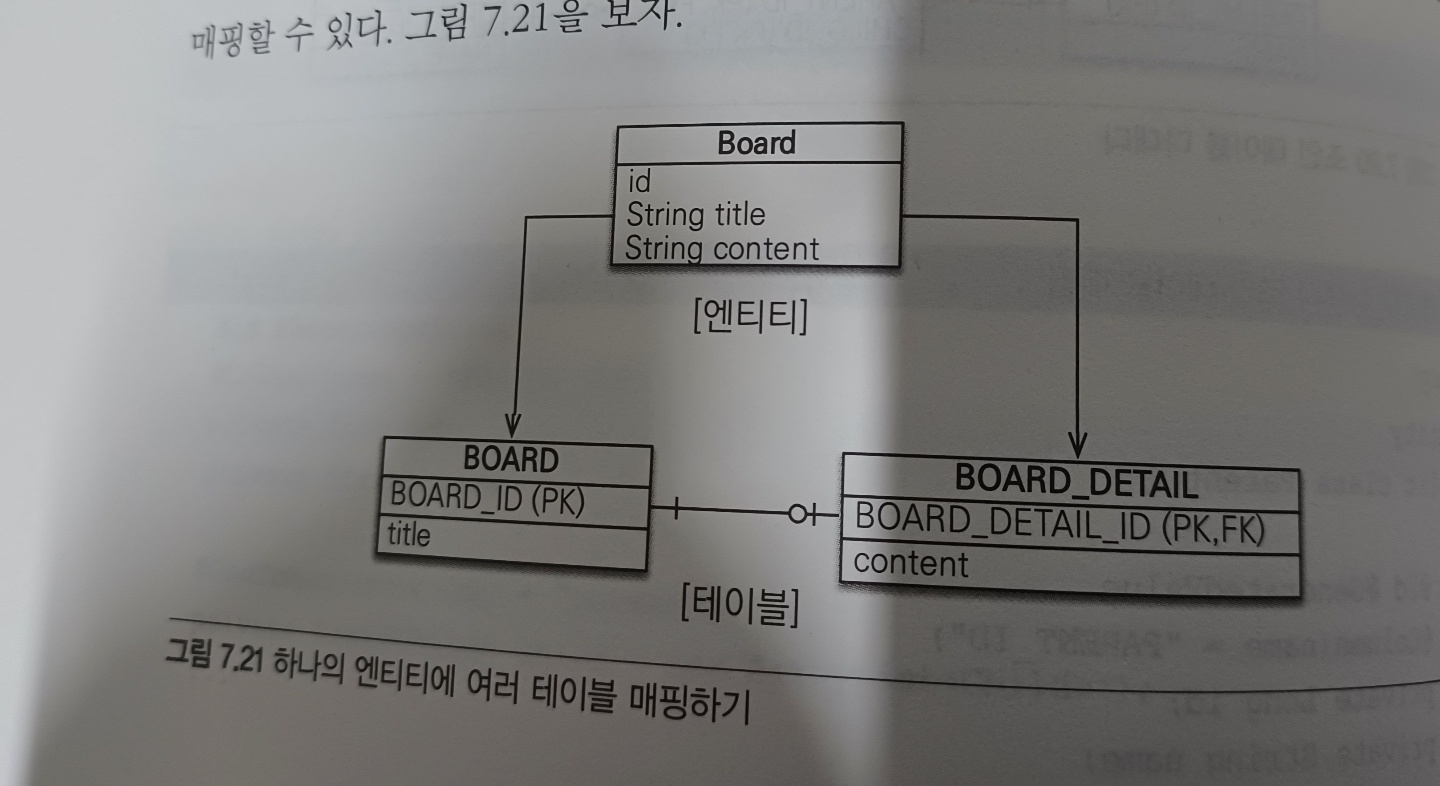 매핑할 수 있다. 그림 7.21을 보자.
Board
id
String title
String content
[엔티티]
BOARD
BOARD_ID (PK)
title
BOARD_DETAIL
BOARD_DETAIL_ID (PK,FK)
content
[테이블]
그림 7.21 하나의 엔티티에 여러 테이블 매핑하기